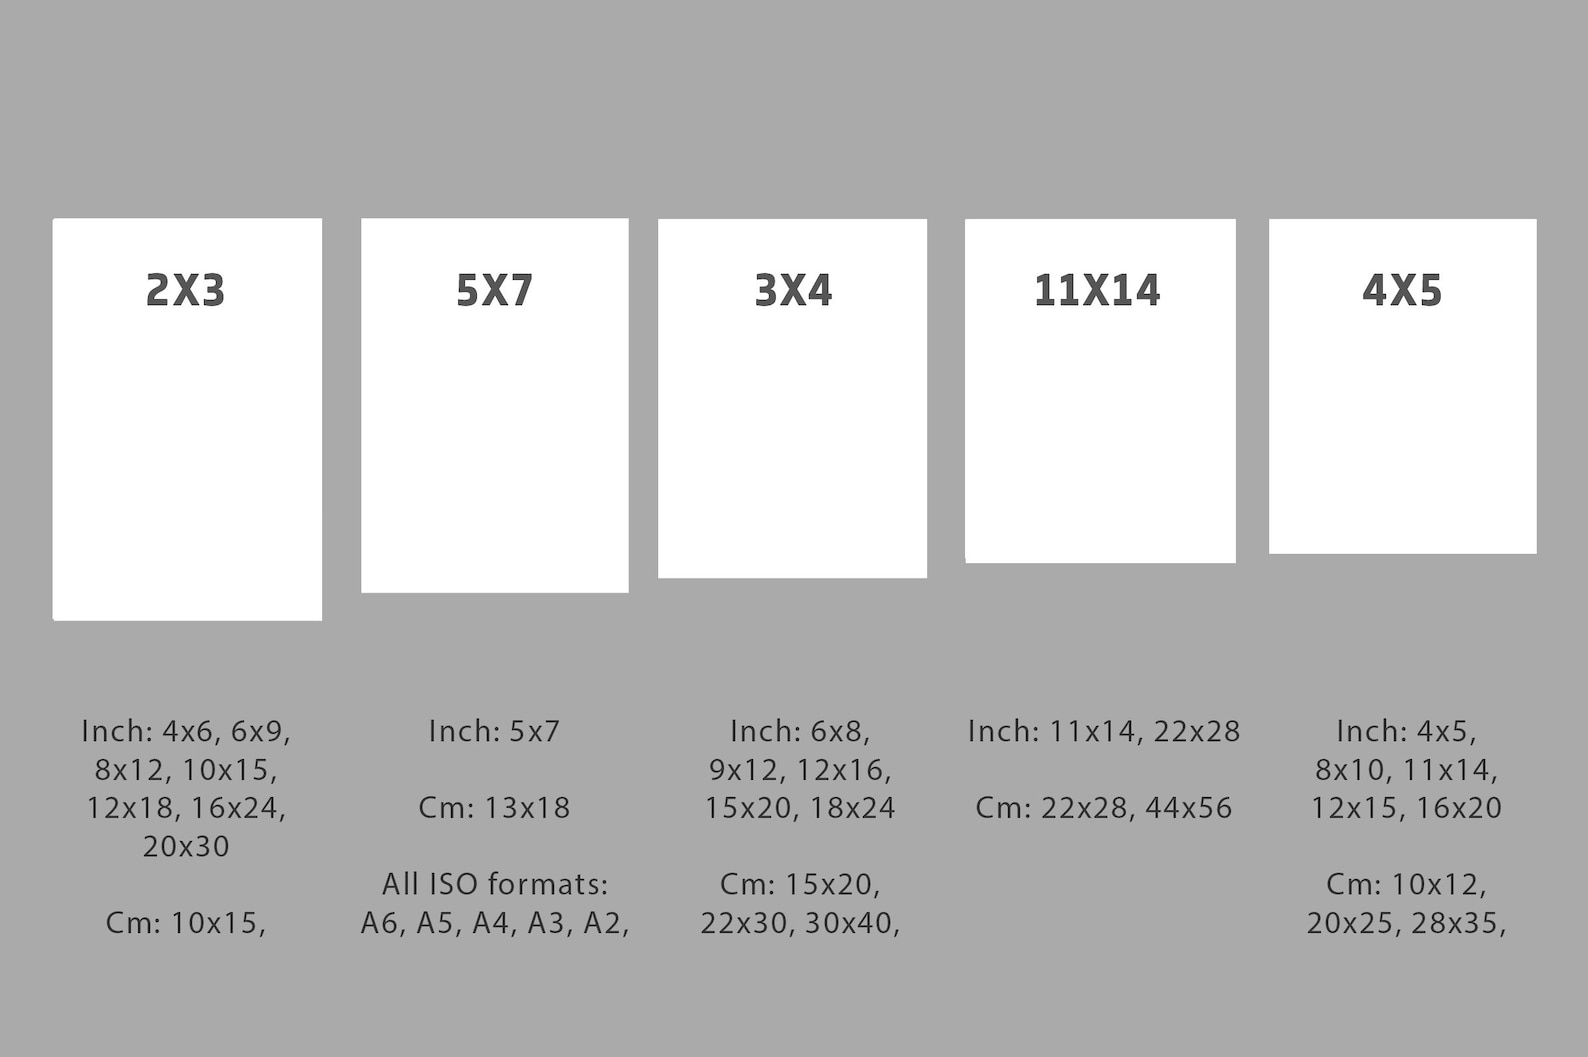 2X3
5X7
3X4
11X14
4X5
Inch: 4x6, 6x9,
8x12, 10x15,
12x18, 16x24,
20x30
Cm: 10x15,
Inch: 5x7
Cm: 13x18
All ISO formats:
A6, A5, A4, A3, A2,
Inch: 6x8,
9x12, 12x16,
15x20, 18x24
Cm: 15x20,
22x30, 30x40,
Inch: 11x14, 22x28
Cm: 22x28, 44x56
Inch: 4x5,
8x10, 11x14,
12x15, 16x20
Cm: 10x12,
20x25, 28x35,